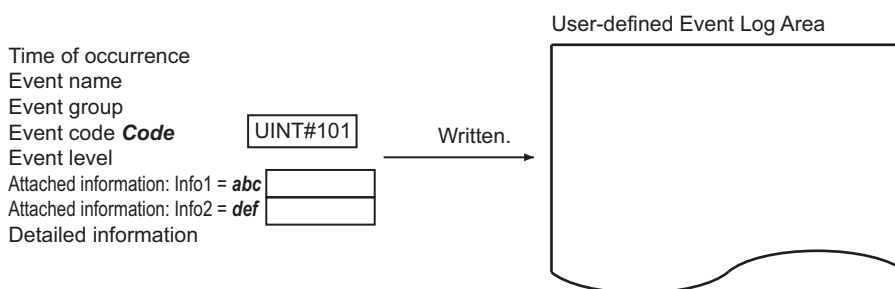 User-defined Event Log Area
Time of occurrence
Event name
Event group
Event code Code UINT#101
Written.
Event level
Attached information: Info1 = abc
Attached information: Info2 = def
Detailed information